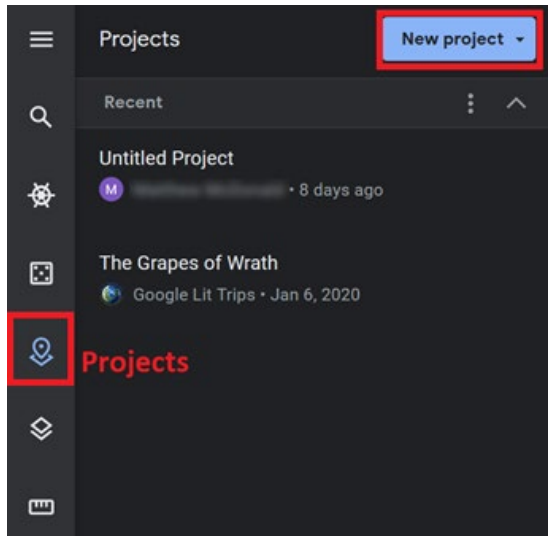 Projects
New project
Recent
Untitled Project
M • 8 days ago
The Grapes of Wrath
Google Lit Trips • Jan 6, 2020
Projects